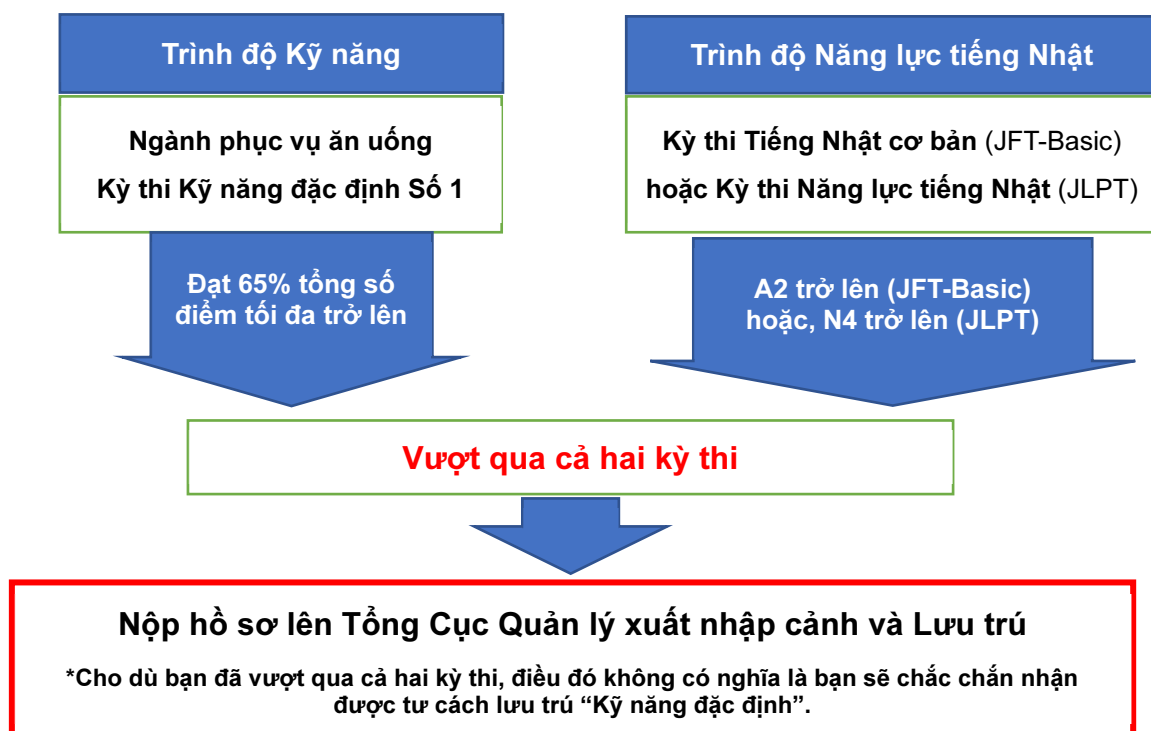 Trình độ Kỹ năng
Ngành phục vụ ăn uống
Kỳ thi Kỹ năng đặc định Số 1
Đạt 65% tổng số
điểm tối đa trở lên
Trình độ Năng lực tiếng Nhật
Kỳ thi Tiếng Nhật cơ bản (JFT-Basic)
hoặc Kỳ thi Năng lực tiếng Nhật (JLPT)
A2 trở lên (JFT-Basic)
hoặc, N4 trở lên (JLPT)
Vượt qua cả hai kỳ thi
Nộp hồ sơ lên Tổng Cục Quản lý xuất nhập cảnh và Lưu trú
*Cho dù bạn đã vượt qua cả hai kỳ thi, điều đó không có nghĩa là bạn sẽ chắc chắn nhận
được tư cách lưu trú “Kỹ năng đặc định”.